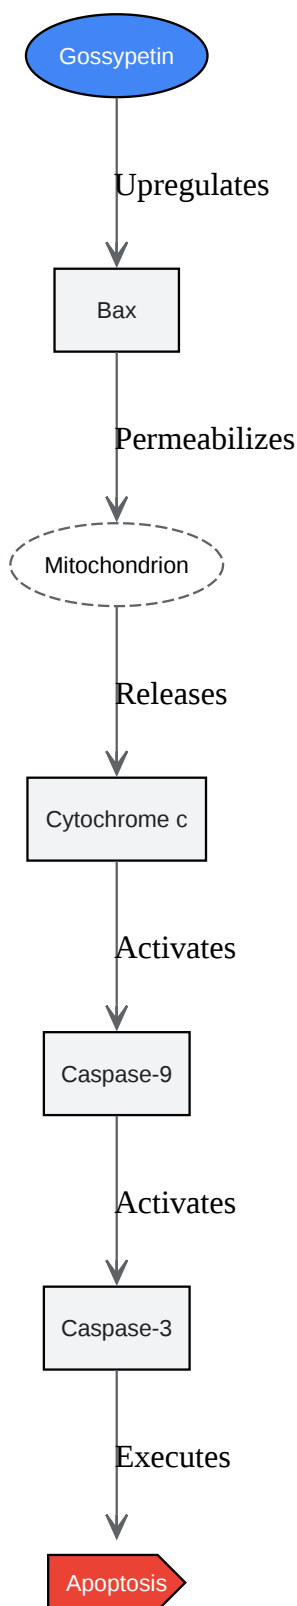 Gossypetin
Upregulates
Bax
Permeabilizes
Mitochondrion
Releases
Cytochrome c
Activates
Caspase-9
Activates
Caspase-3
Executes
Apoptosis